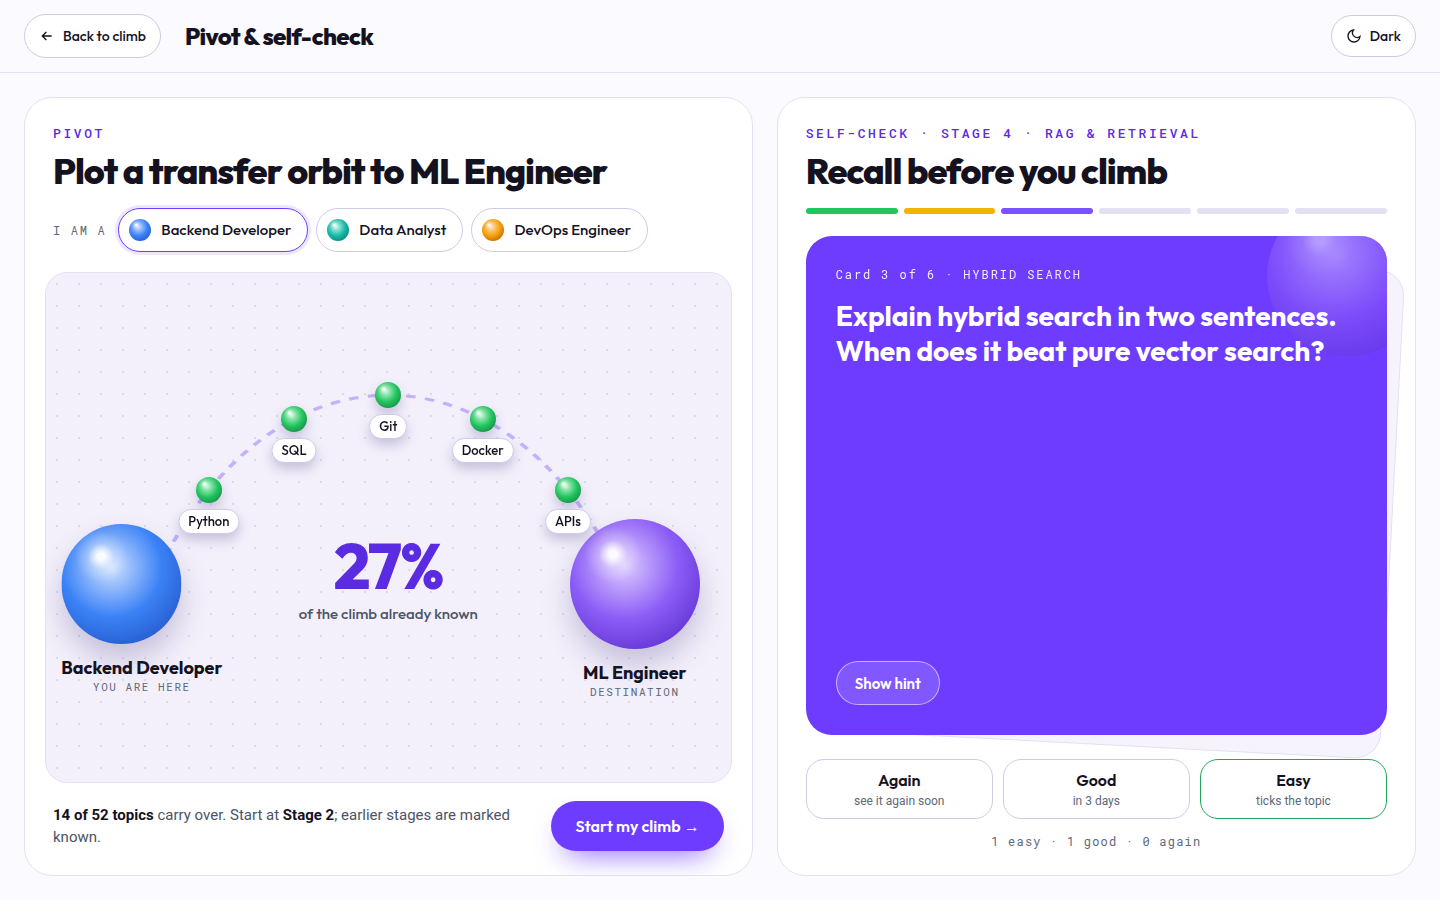 Back to climb
Pivot & self-check
Dark
PIVOT
Plot a transfer orbit to ML Engineer
I AM A
Backend Developer
Data Analyst
DevOps Engineer
Git
SQL
Docker
Python
APIs
27%
of the climb already known
Backend Developer
YOU ARE HERE
ML Engineer
DESTINATION
14 of 52 topics carry over. Start at Stage 2; earlier stages are marked
known.
Start my climb →
SELF-CHECK · STAGE 4 · RAG & RETRIEVAL
Recall before you climb
Card 3 of 6 · HYBRID SEARCH
Explain hybrid search in two sentences.
When does it beat pure vector search?
Show hint
Again
see it again soon
Good
in 3 days
Easy
ticks the topic
1 easy · 1 good · 0 again